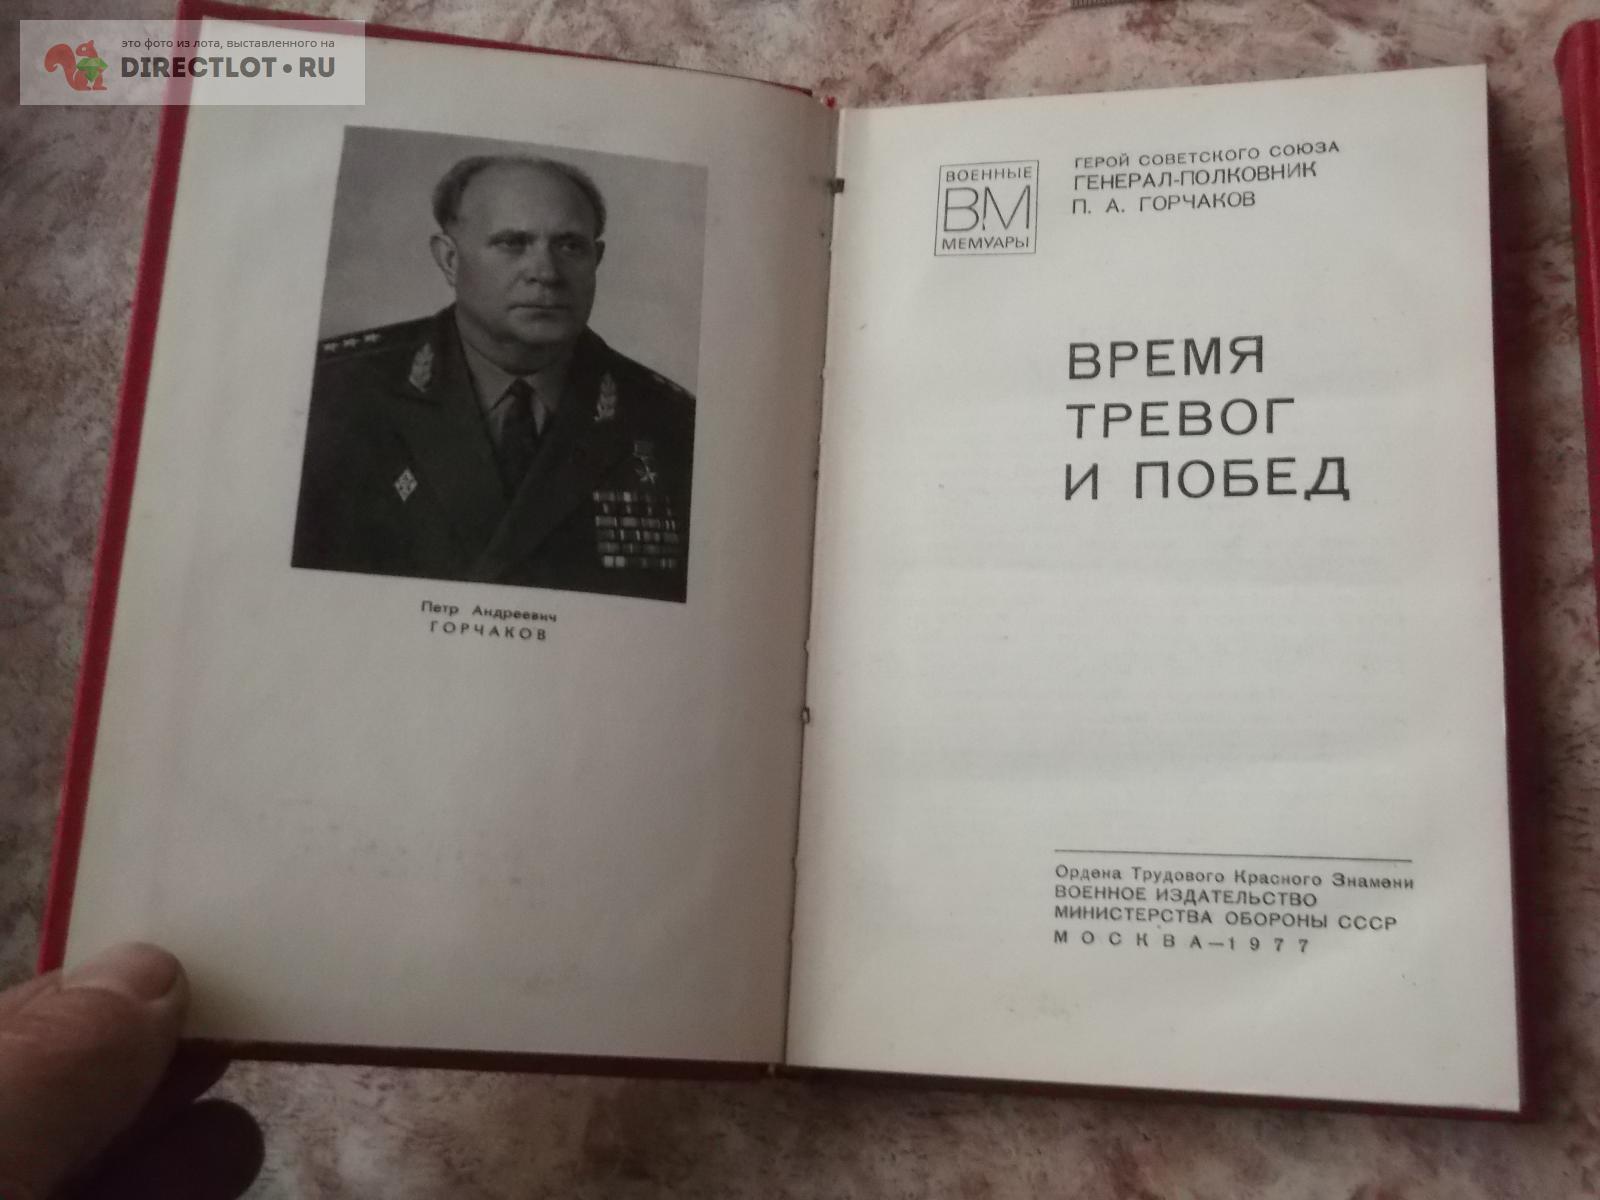 это фото из лота, выставленного на
DIRECTLOT.RU
Петр Андреевич
ГОРЧАКОВ
ВОЕННЫЕ
ВМ
МЕМУАРЫ
ГЕРОЙ СОВЕТСКОГО СОЮЗА
ГЕНЕРАЛ-ПОЛКОВНИК
П. А. ГОРЧАКОВ
ВРЕМЯ
ТРЕВОГ
И ПОБЕД
Ордена Трудового Красного Знамени
ВОЕННОЕ ИЗДАТЕЛЬСТВО
МИНИСТЕРСТВА ОБОРОНЫ СССР
МОСКВА—1977